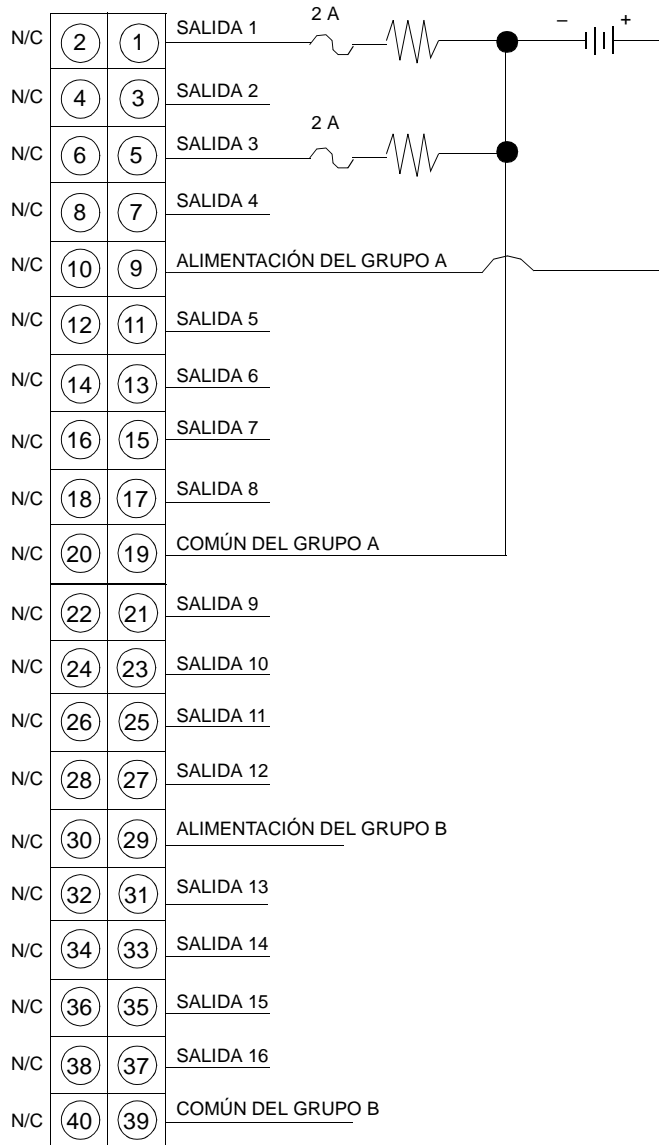 2 A
– +
N/C 2 1 SALIDA 1
N/C 4 3 SALIDA 2
2 A
N/C 6 5 SALIDA 3
N/C 8 7 SALIDA 4
N/C 10 9 ALIMENTACIÓN DEL GRUPO A
N/C 12 11 SALIDA 5
N/C 14 13 SALIDA 6
N/C 16 15 SALIDA 7
N/C 18 17 SALIDA 8
N/C 20 19 COMÚN DEL GRUPO A
N/C 22 21 SALIDA 9
N/C 24 23 SALIDA 10
N/C 26 25 SALIDA 11
N/C 28 27 SALIDA 12
N/C 30 29 ALIMENTACIÓN DEL GRUPO B
N/C 32 31 SALIDA 13
N/C 34 33 SALIDA 14
N/C 36 35 SALIDA 15
N/C 38 37 SALIDA 16
N/C 40 39 COMÚN DEL GRUPO B